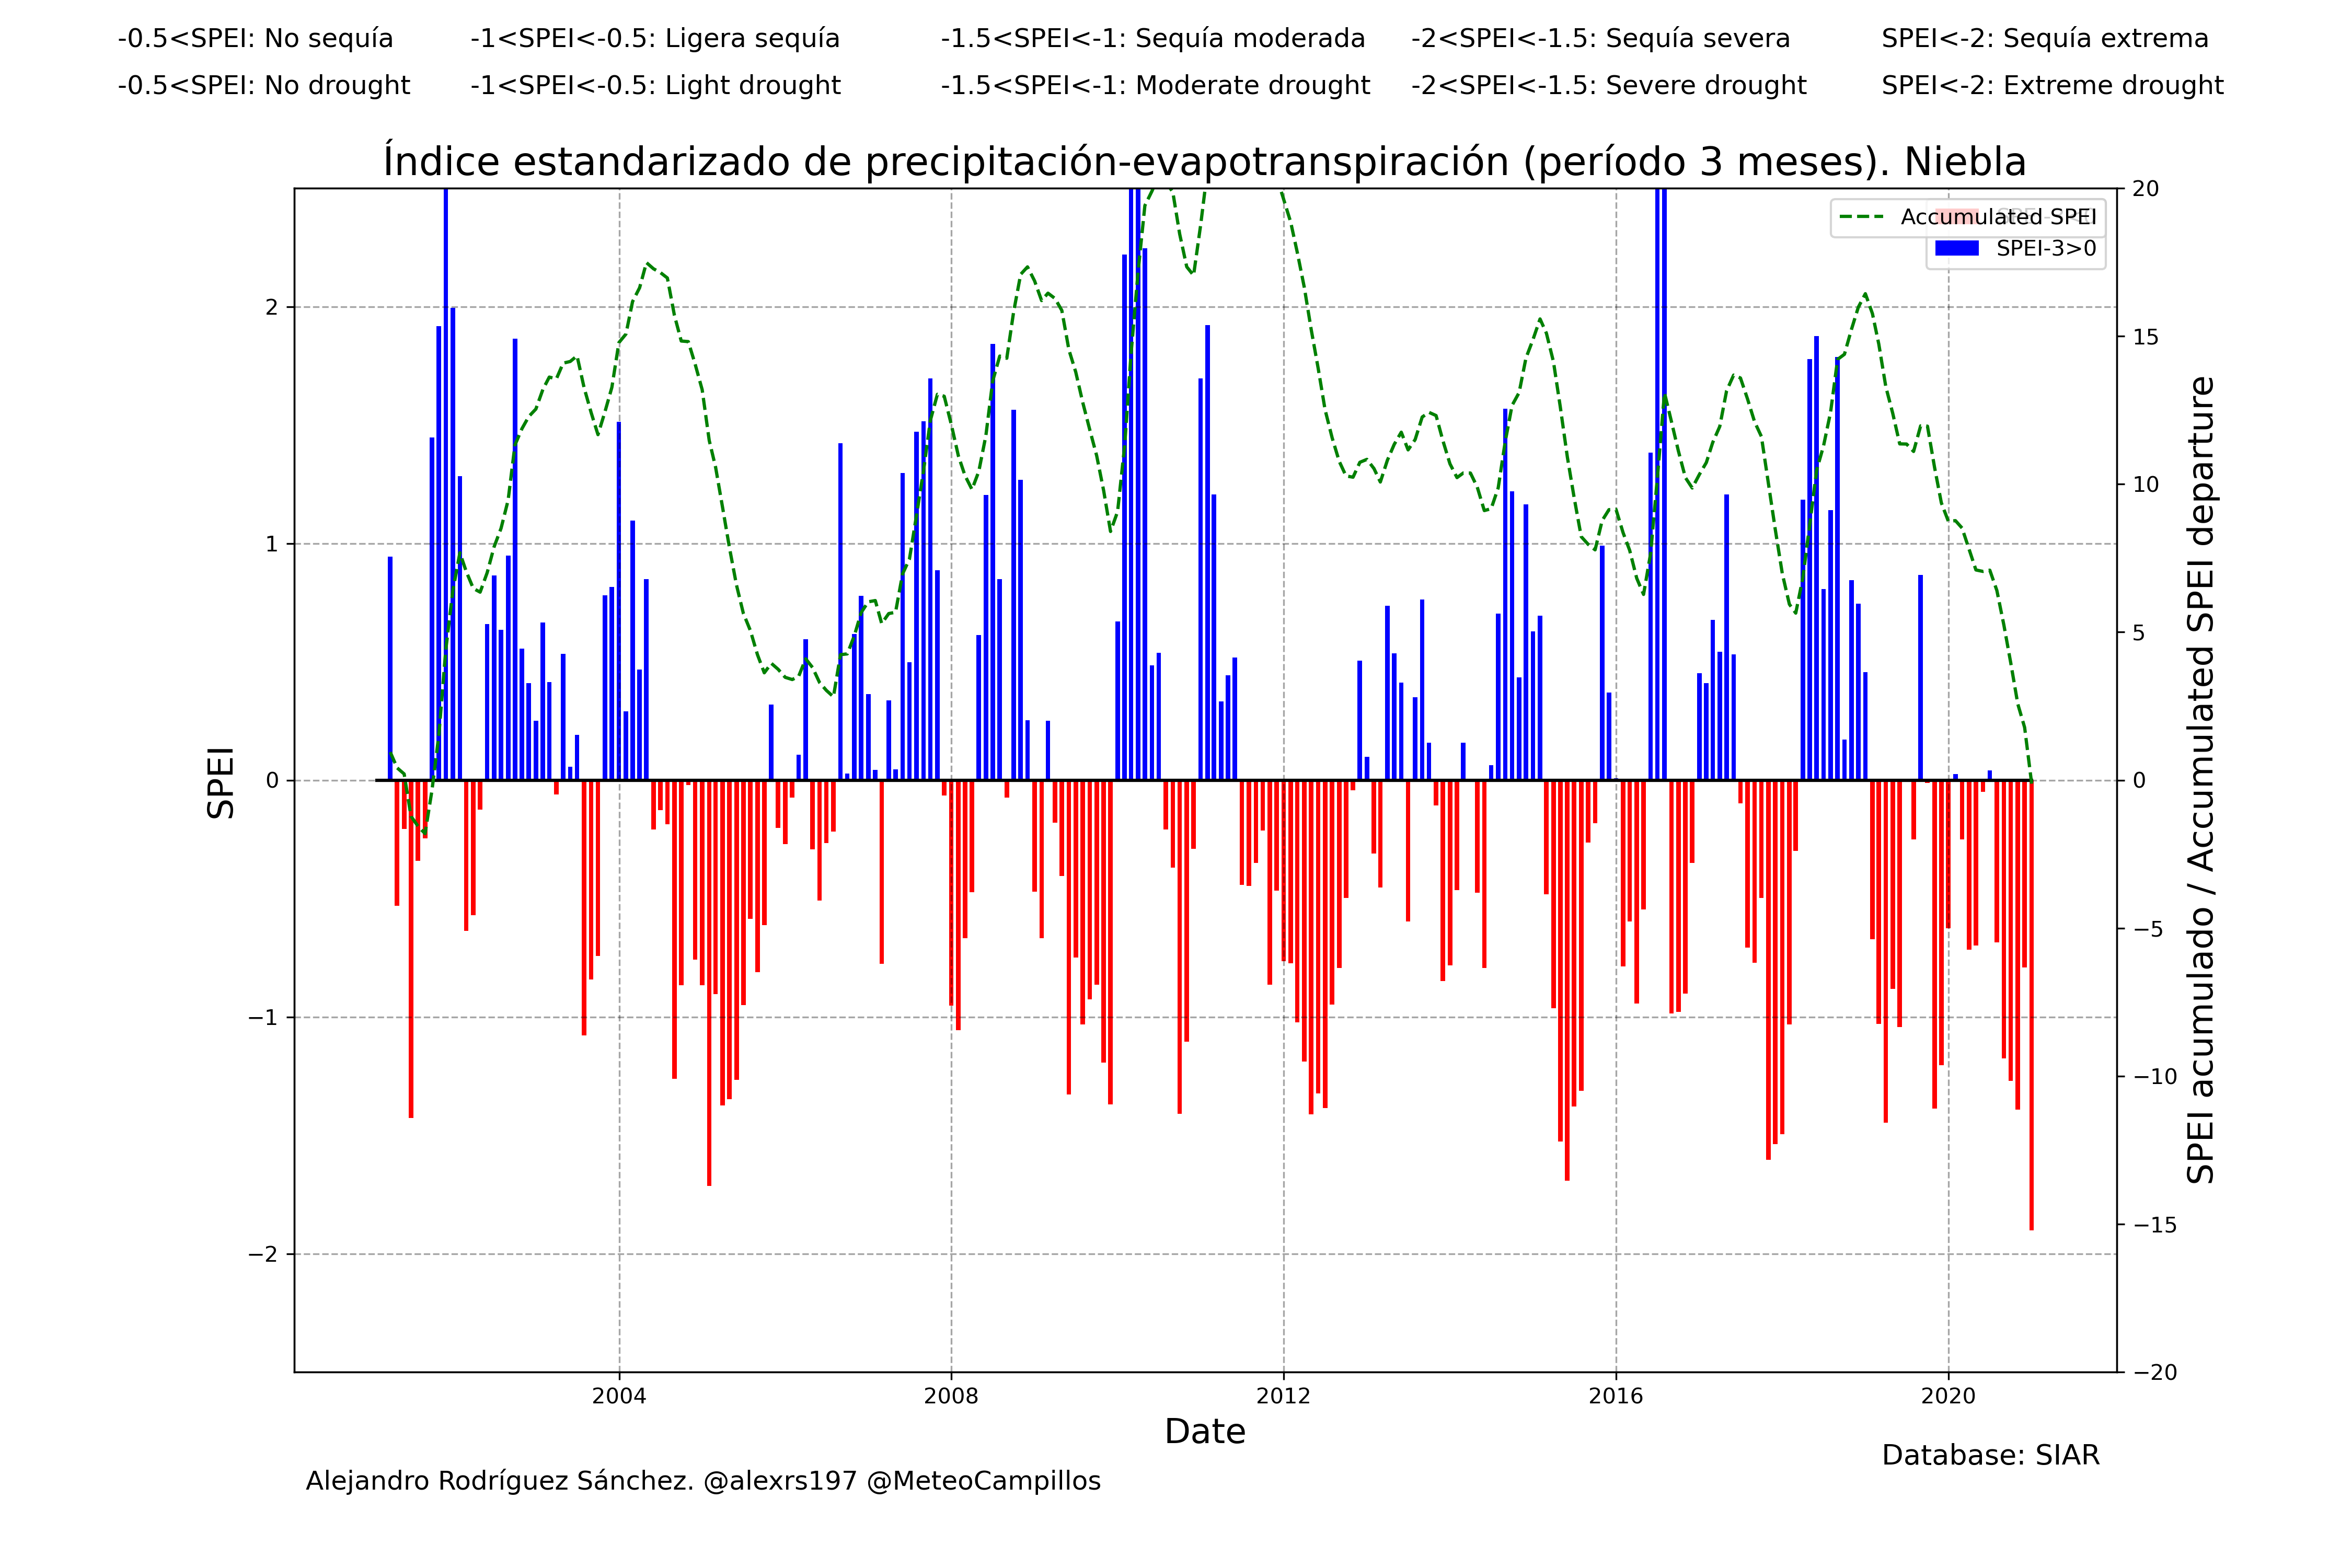 -0.5<SPEI: No sequía -1<SPEI<-0.5: Ligera sequía -1.5<SPEI<-1: Sequía moderada -2<SPEI<-1.5: Sequía severa SPEI<-2: Sequía extrema
-0.5<SPEI: No drought -1<SPEI<-0.5: Light drought -1.5<SPEI<-1: Moderate drought -2<SPEI<-1.5: Severe drought SPEI<-2: Extreme drought
Índice estandarizado de precipitación-evapotranspiración (período 3 meses). Niebla
Accumulated SPEI
SPEI-3>0
SPEI
2
1
0
−1
−2
20
15
10
5
0
−5
−10
−15
−20
SPEI acumulado / Accumulated SPEI departure
2004 2008 2012 2016 2020
Date
Database: SIAR
Alejandro Rodríguez Sánchez. @alexrs197 @MeteoCampillos